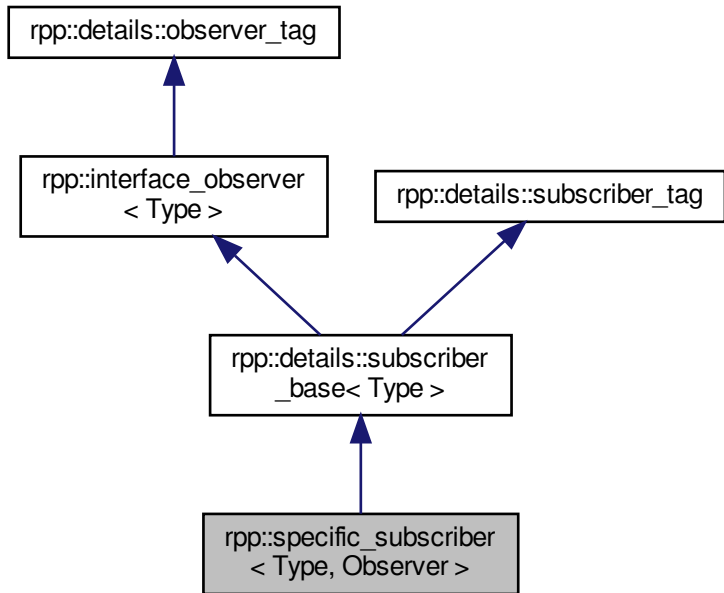 rpp::details::observer_tag
rpp::interface_observer
< Type >
rpp::details::subscriber_tag
rpp::details::subscriber
_base< Type >
rpp::specific_subscriber
< Type, Observer >